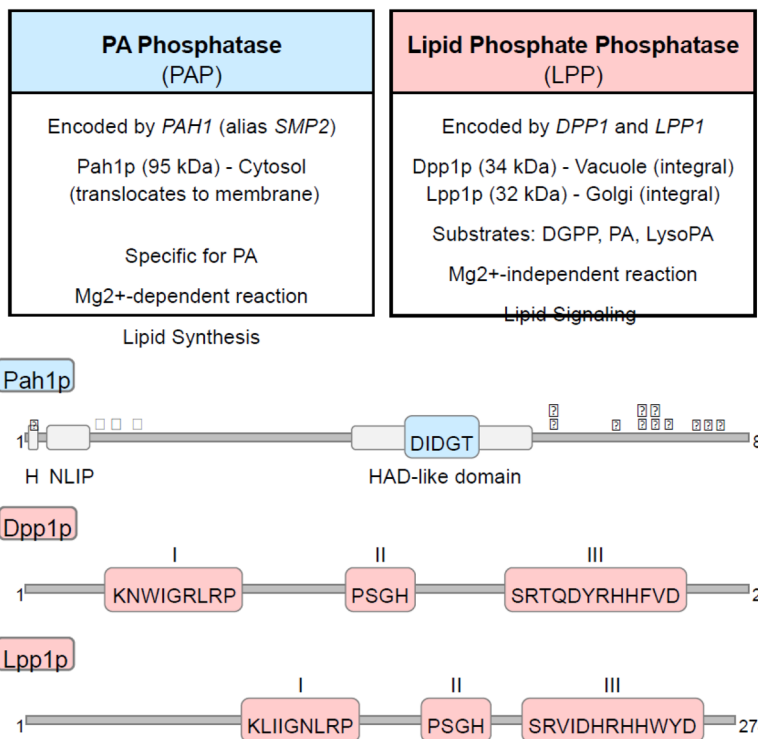 PA Phosphatase
(PAP)
Encoded by PAH1 (alias SMP2)
Pah1p (95 kDa) - Cytosol
(translocates to membrane)
Specific for PA
Mg2+-dependent reaction
Lipid Synthesis
Lipid Phosphate Phosphatase
(LPP)
Encoded by DPP1 and LPP1
Dpp1p (34 kDa) - Vacuole (integral)
Lpp1p (32 kDa) - Golgi (integral)
Substrates: DGPP, PA, LysoPA
Mg2+-independent reaction
Lipid Signaling
Pah1p
1 DIDGT 8
H NLIP HAD-like domain
Dpp1p
I II III
1 KNWIGRLRP PSGH SRTQDYRHHFVD 2
Lpp1p
I II III
1 KLIIGNLRP PSGH SRVIDHRHHWYD 27